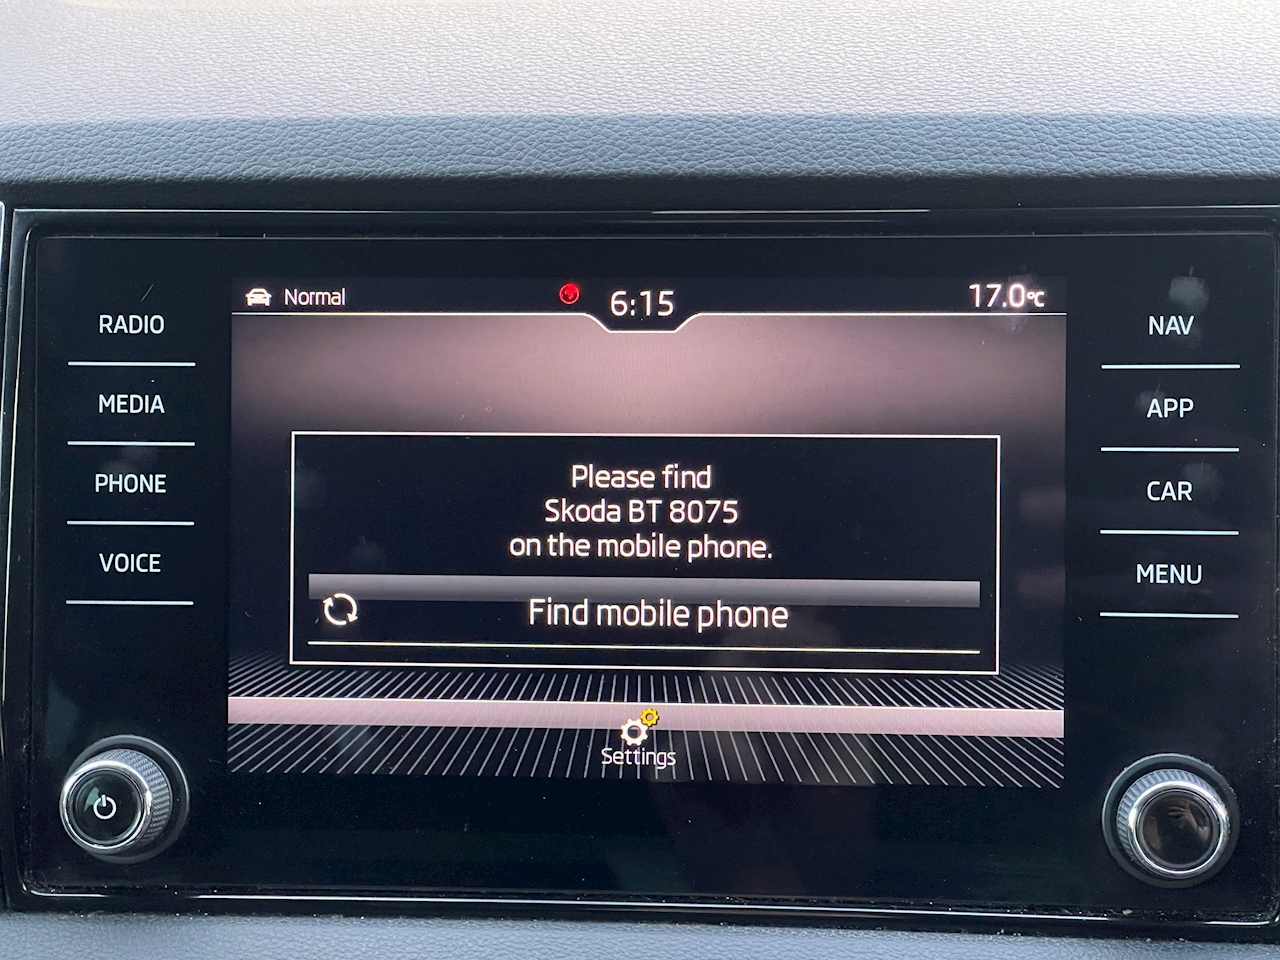 Normal
6:15
17.0°C
RADIO
MEDIA
PHONE
VOICE
NAV
APP
CAR
MENU
Please find
Skoda BT 8075
on the mobile phone.
Find mobile phone
Settings